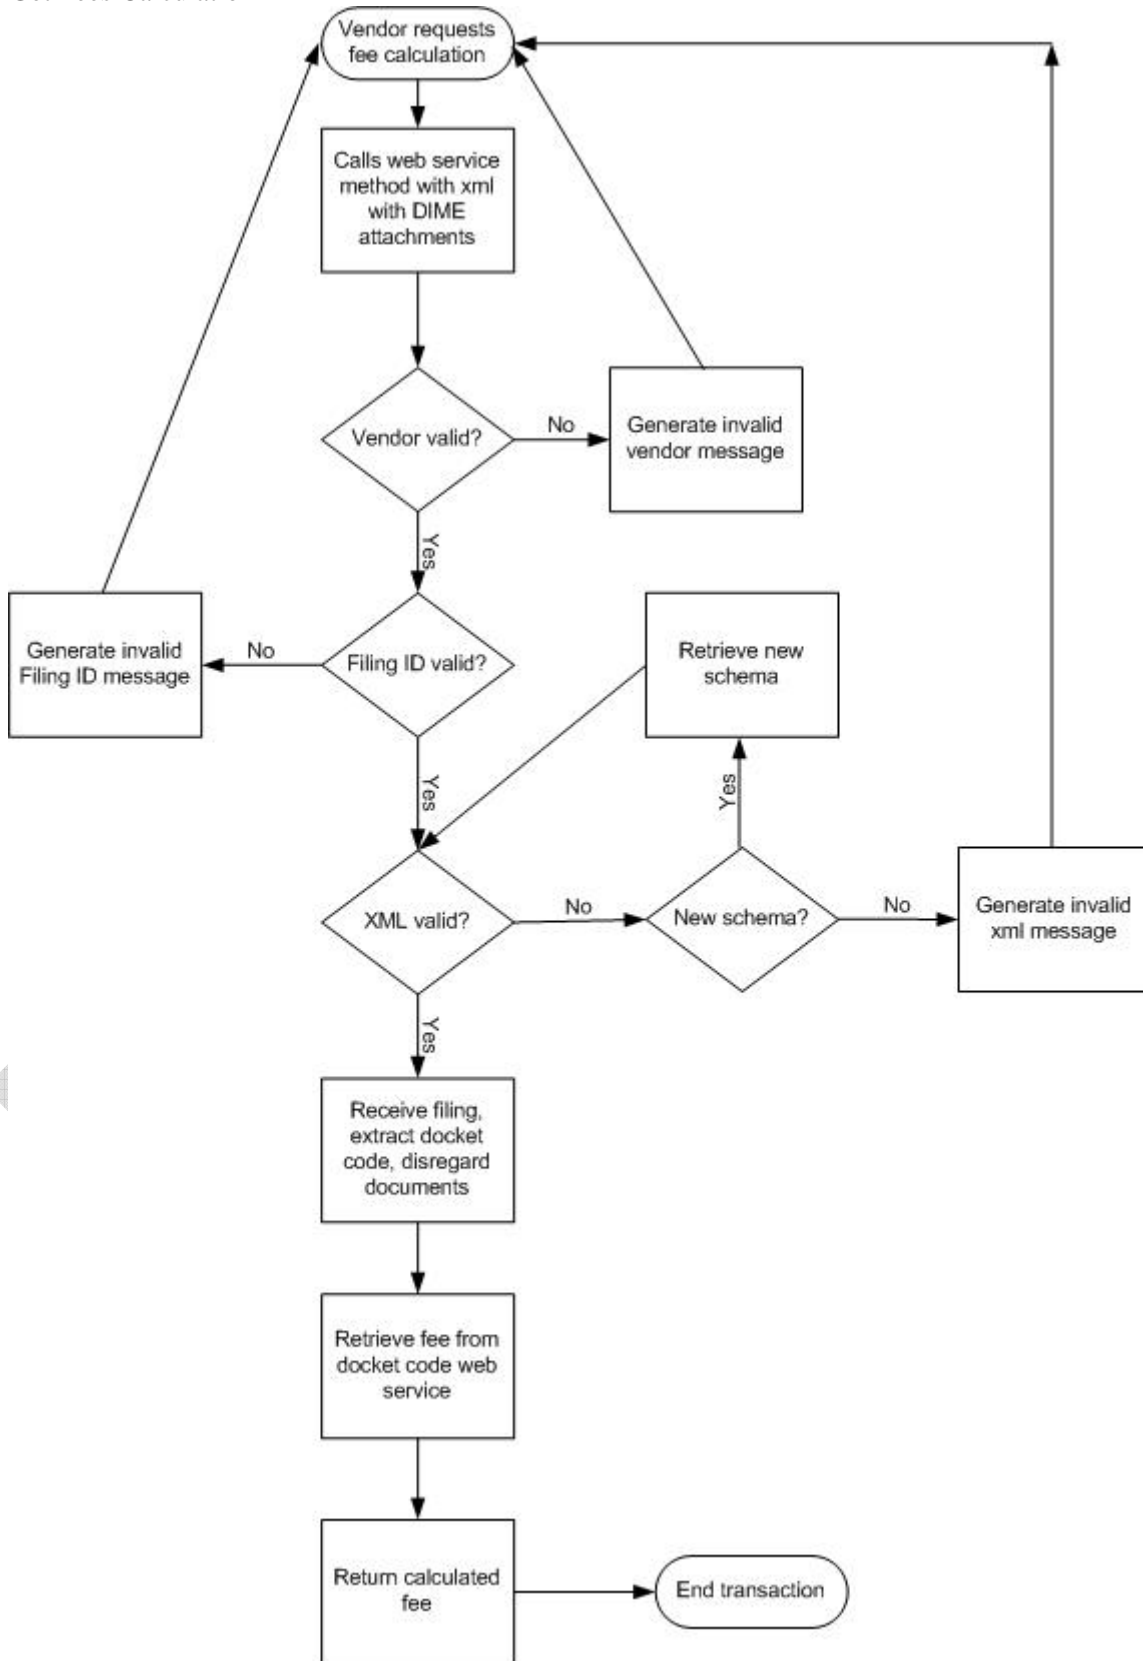 Vendor requests
fee calculation
Calls web service
method with xml
with DIME
attachments
Vendor valid?
No
Generate invalid
vendor message
Yes
Generate invalid
Filing ID message
No
Filing ID valid?
Retrieve new
schema
Yes
Yes
XML valid?
No
New schema?
No
Generate invalid
xml message
Yes
Receive filing,
extract docket
code, disregard
documents
Retrieve fee from
docket code web
service
Return calculated
fee
End transaction